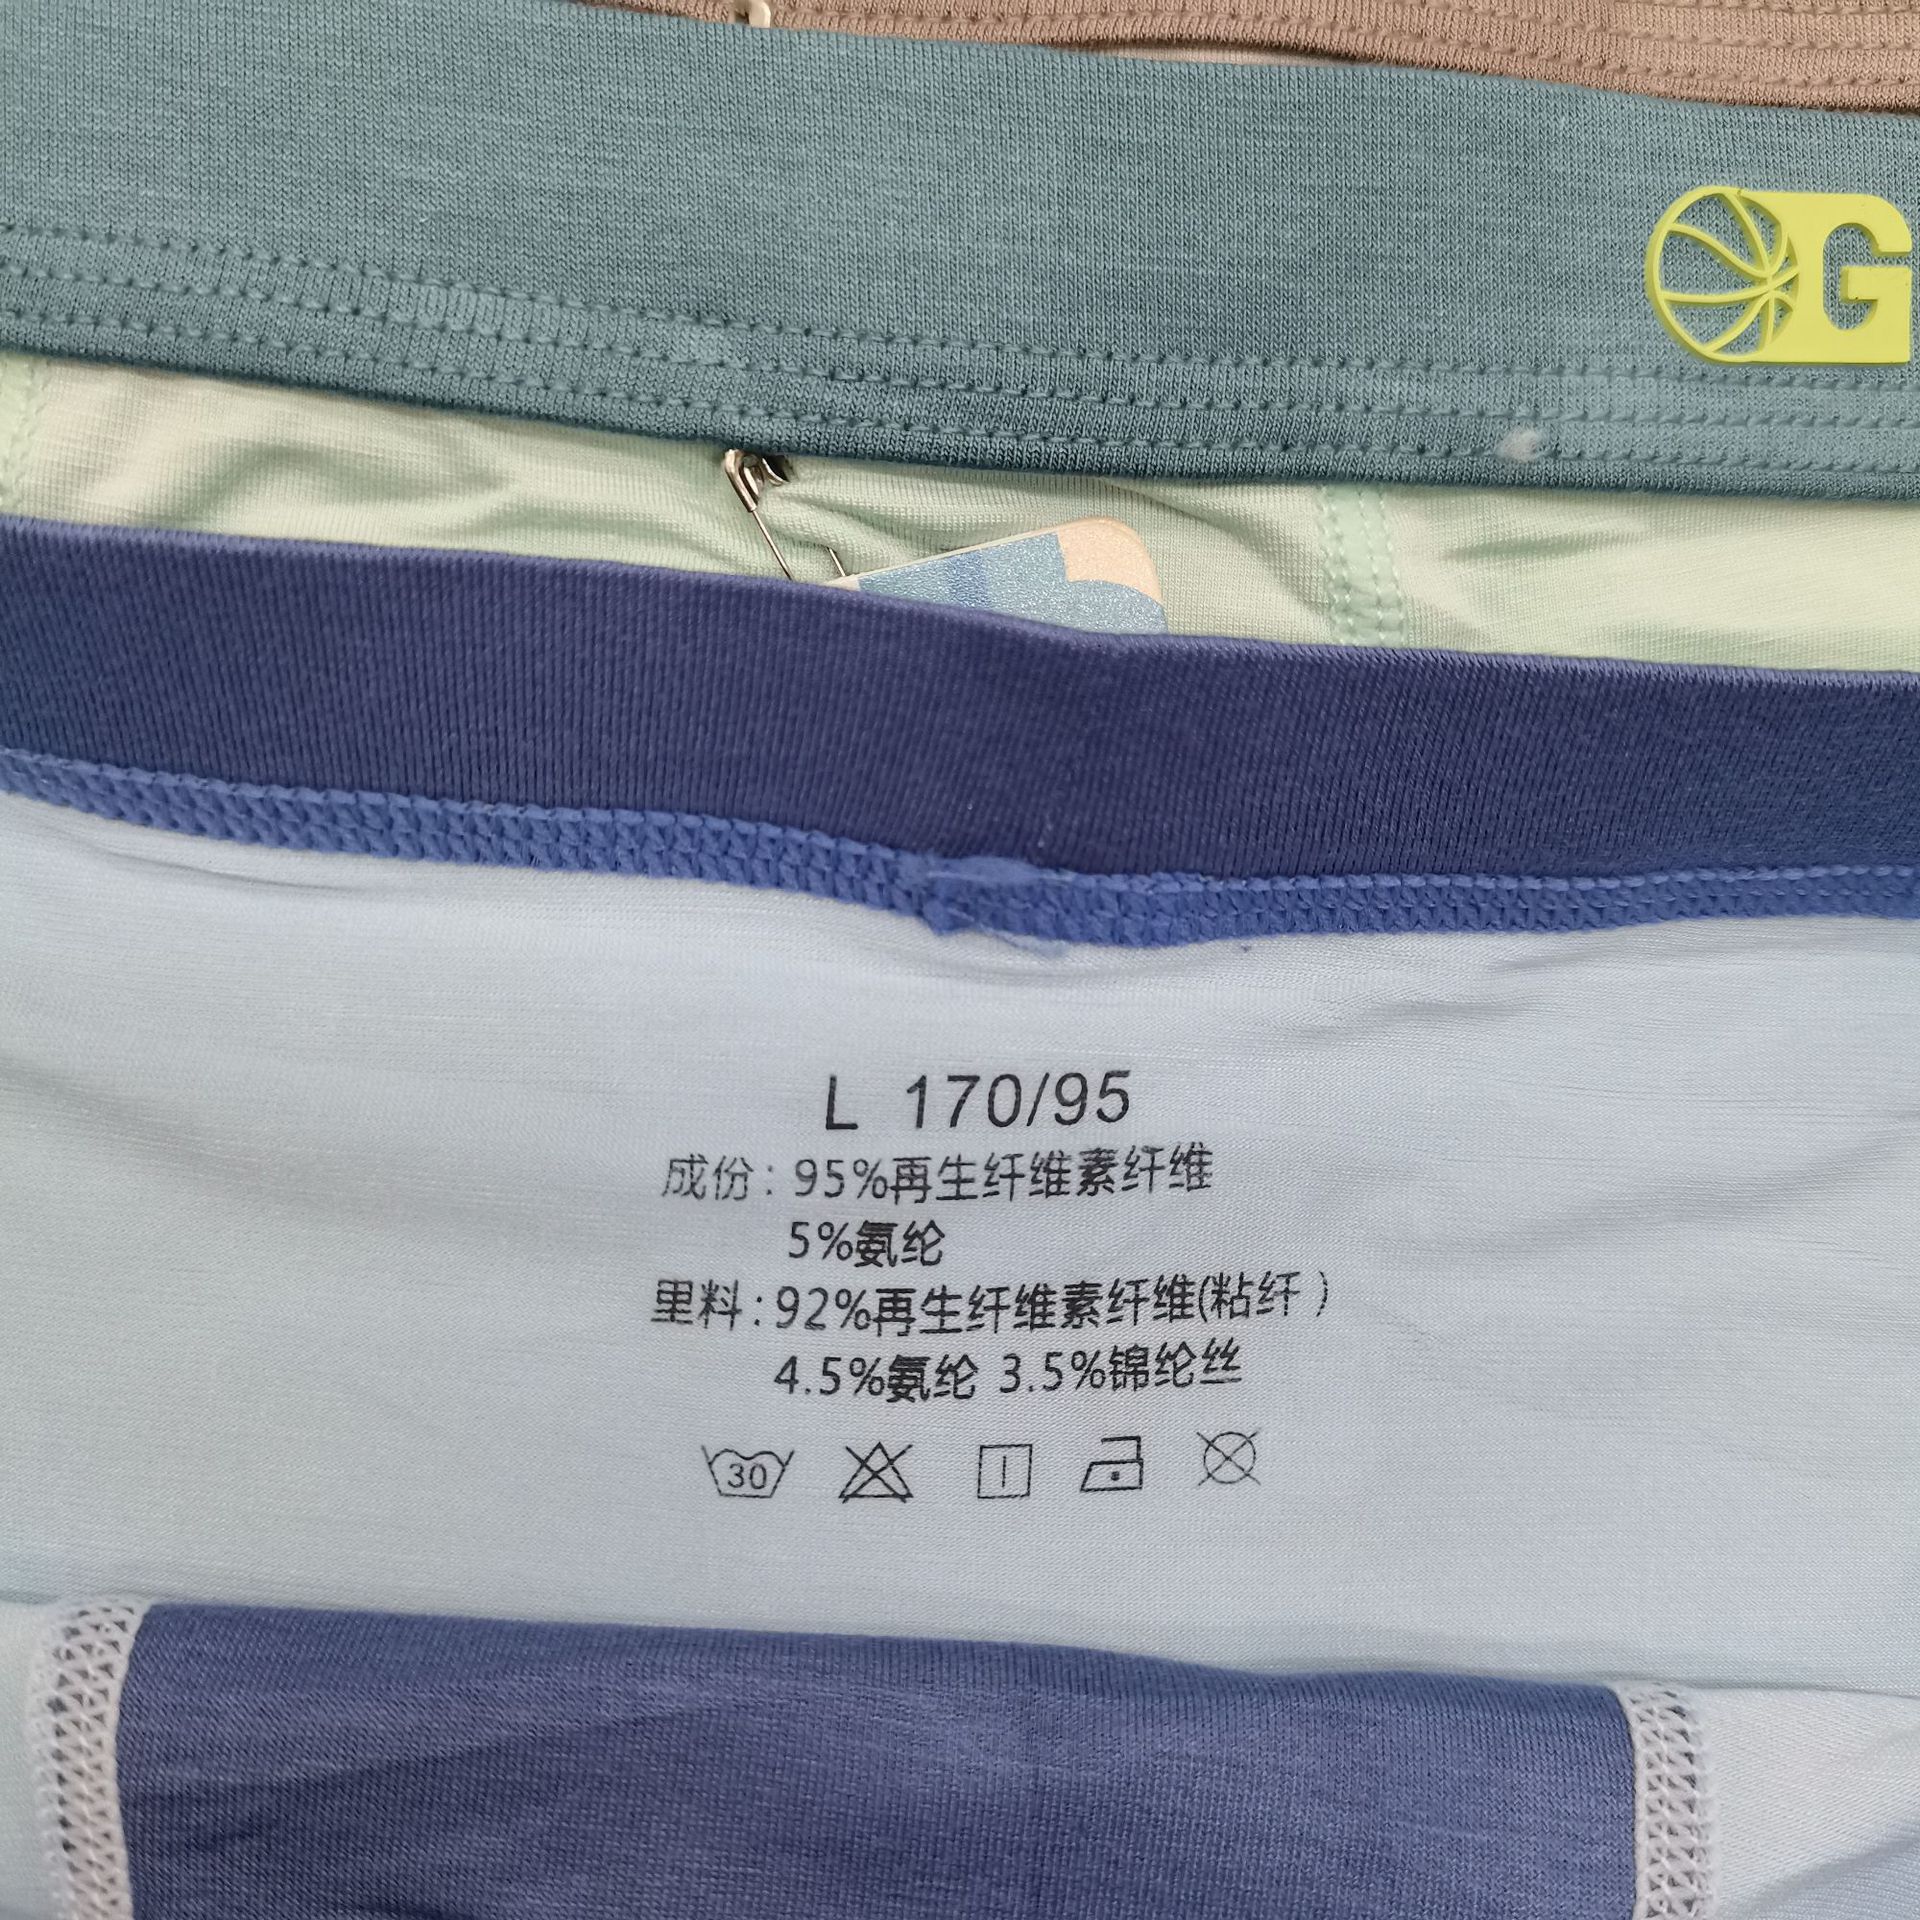 G
L 170/95
成份：95%再生纤维素纤维
5%氨纶
里料：92%再生纤维素纤维(粘纤）
4.5%氨纶 3.5%锦纶丝
30